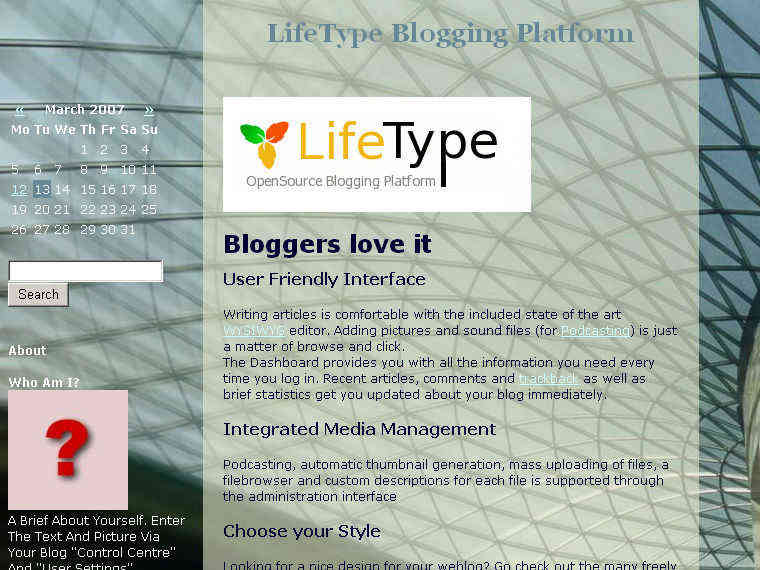 LifeType Blogging Platform
« March 2007 »
Mo Tu We Th Fr Sa Su
1 2 3 4
5 6 7 8 9 10 11
12 13 14 15 16 17 18
19 20 21 22 23 24 25
26 27 28 29 30 31
Search
About
Who Am I?
?
A Brief About Yourself. Enter
The Text And Picture Via
Your Blog "Control Centre"
And "User Settings"
LifeType
OpenSource Blogging Platform
Bloggers love it
User Friendly Interface
Writing articles is comfortable with the included state of the art
WYSIWYG editor. Adding pictures and sound files (for Podcasting) is just
a matter of browse and click.
The Dashboard provides you with all the information you need every
time you log in. Recent articles, comments and trackback as well as
brief statistics get you updated about your blog immediately.
Integrated Media Management
Podcasting, automatic thumbnail generation, mass uploading of files, a
filebrowser and custom descriptions for each file is supported through
the administration interface
Choose your Style
Looking for a nice design for your weblog? Go check out the many freely